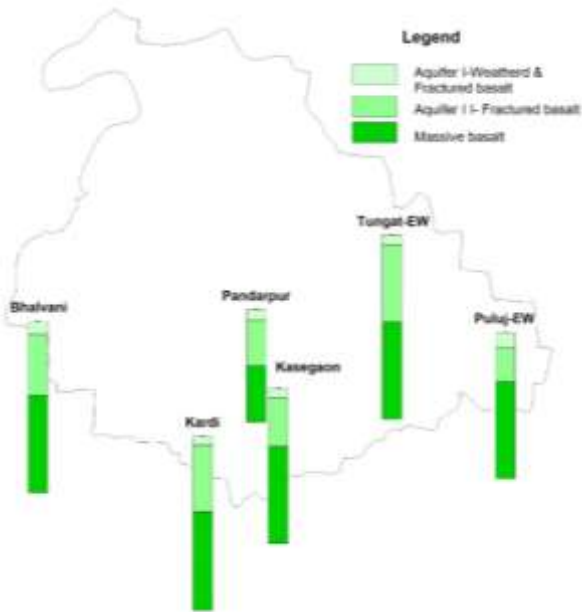 Legend
Aquifer I-Weatherd &
Fractured basalt
Aquifer I I- Fractured basalt
Massive basalt
Tungat-EW
Pandarpur
Bhalvani
Puluj-EW
Kasegaon
Kardi